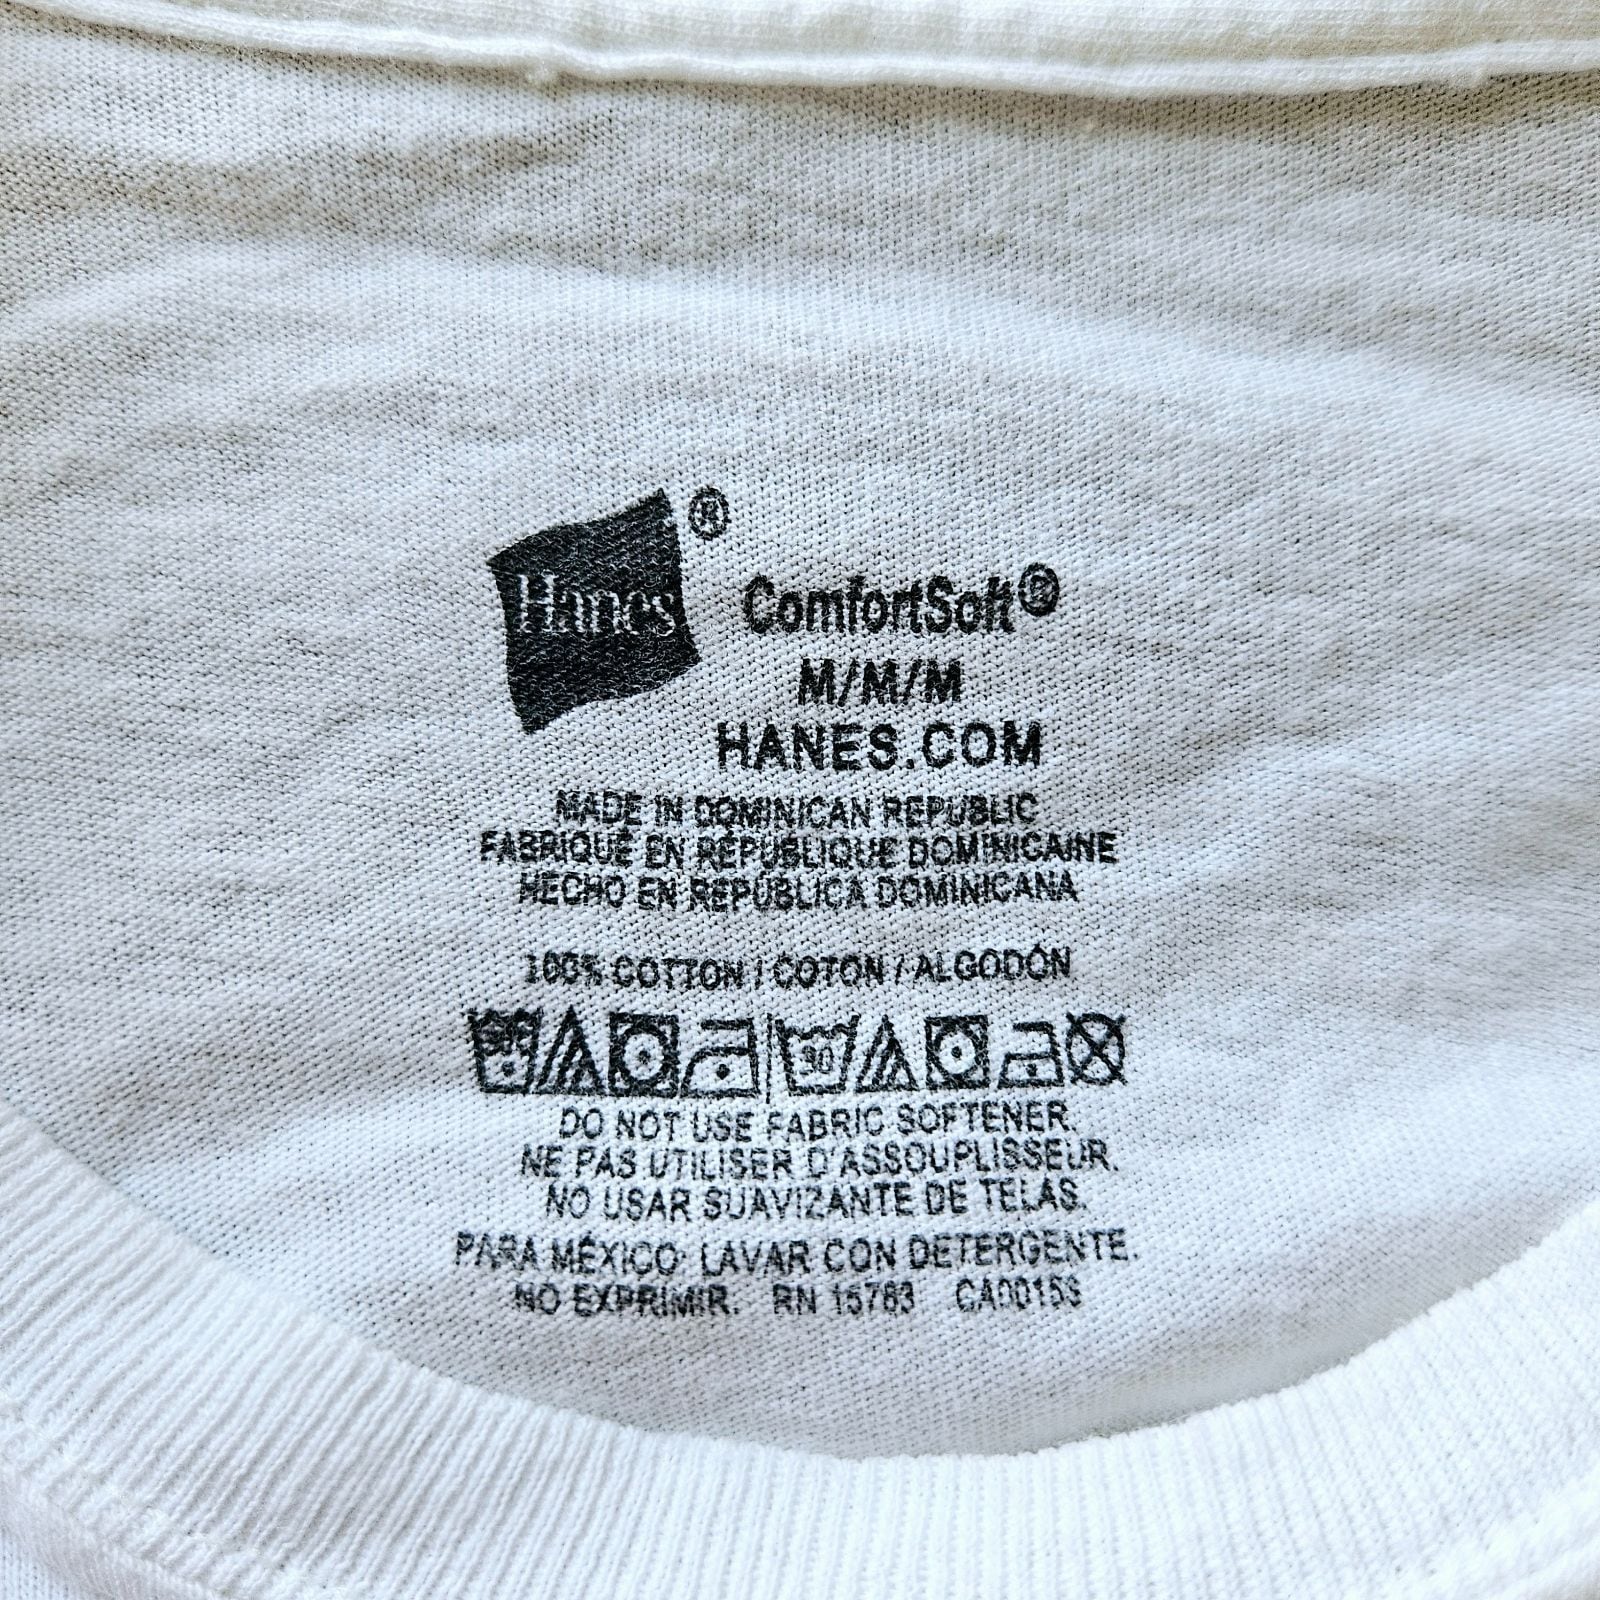 Hanes®
ComfortSoft®
M/M/M
HANES.COM
MADE IN DOMINICAN REPUBLIC
FABRIQUÉ EN RÉPUBLIQUE DOMINICAINE
HECHO EN REPÚBLICA DOMINICANA
100% COTTON / COTON / ALGODÓN
30
DO NOT USE FABRIC SOFTENER.
NE PAS UTILISER D'ASSOUPLISSEUR.
NO USAR SUAVIZANTE DE TELAS.
PARA MÉXICO: LAVAR CON DETERGENTE.
NO EXPRIMIR. RN 15763